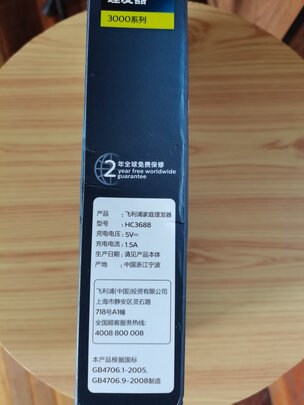 理发器
3000系列
2
年全球免费保修
year free worldwide
guarantee
产品：飞利浦家庭理发器
型号：HC3688
充电电压：5V⎓
充电电流：1.5A
生产日期：请见产品本体
产地：中国浙江宁波
飞利浦(中国)投资有限公司
上海市静安区灵石路
718号A1幢
全国顾客服务热线:
4008 800 008
本产品根据国标
GB4706.1-2005,
GB4706.9-2008制造